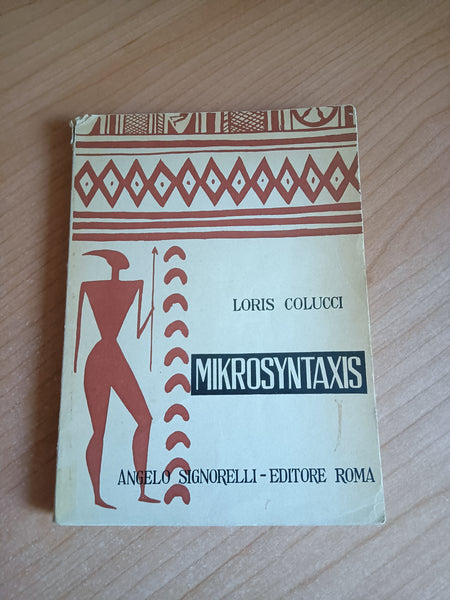 LORIS COLUCCI
MIKROSYNTAXIS
ANGELO SIGNORELLI - EDITORE ROMA